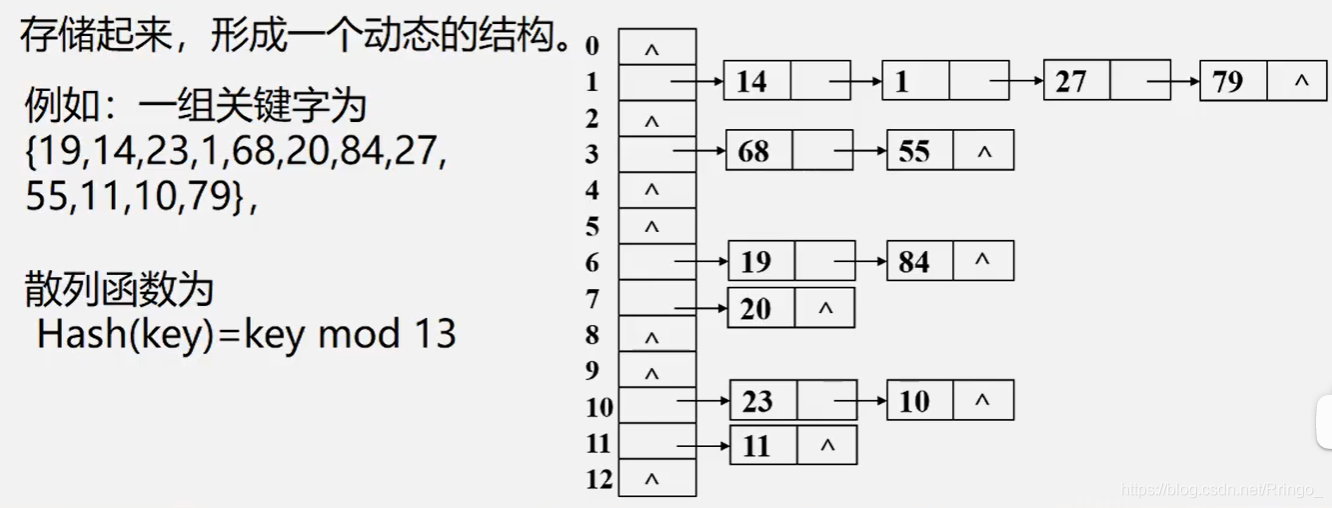 存储起来，形成一个动态的结构。
例如：一组关键字为
{19,14,23,1,68,20,84,27,
55,11,10,79},
散列函数为
Hash(key)=key mod 13
0 ^
1 14 1 27 79 ^
2 ^
3 68 55 ^
4 ^
5 ^
6 19 84 ^
7 20 ^
8 ^
9 ^
10 23 10 ^
11 11 ^
12 ^
https://blog.csdn.net/Rringo_